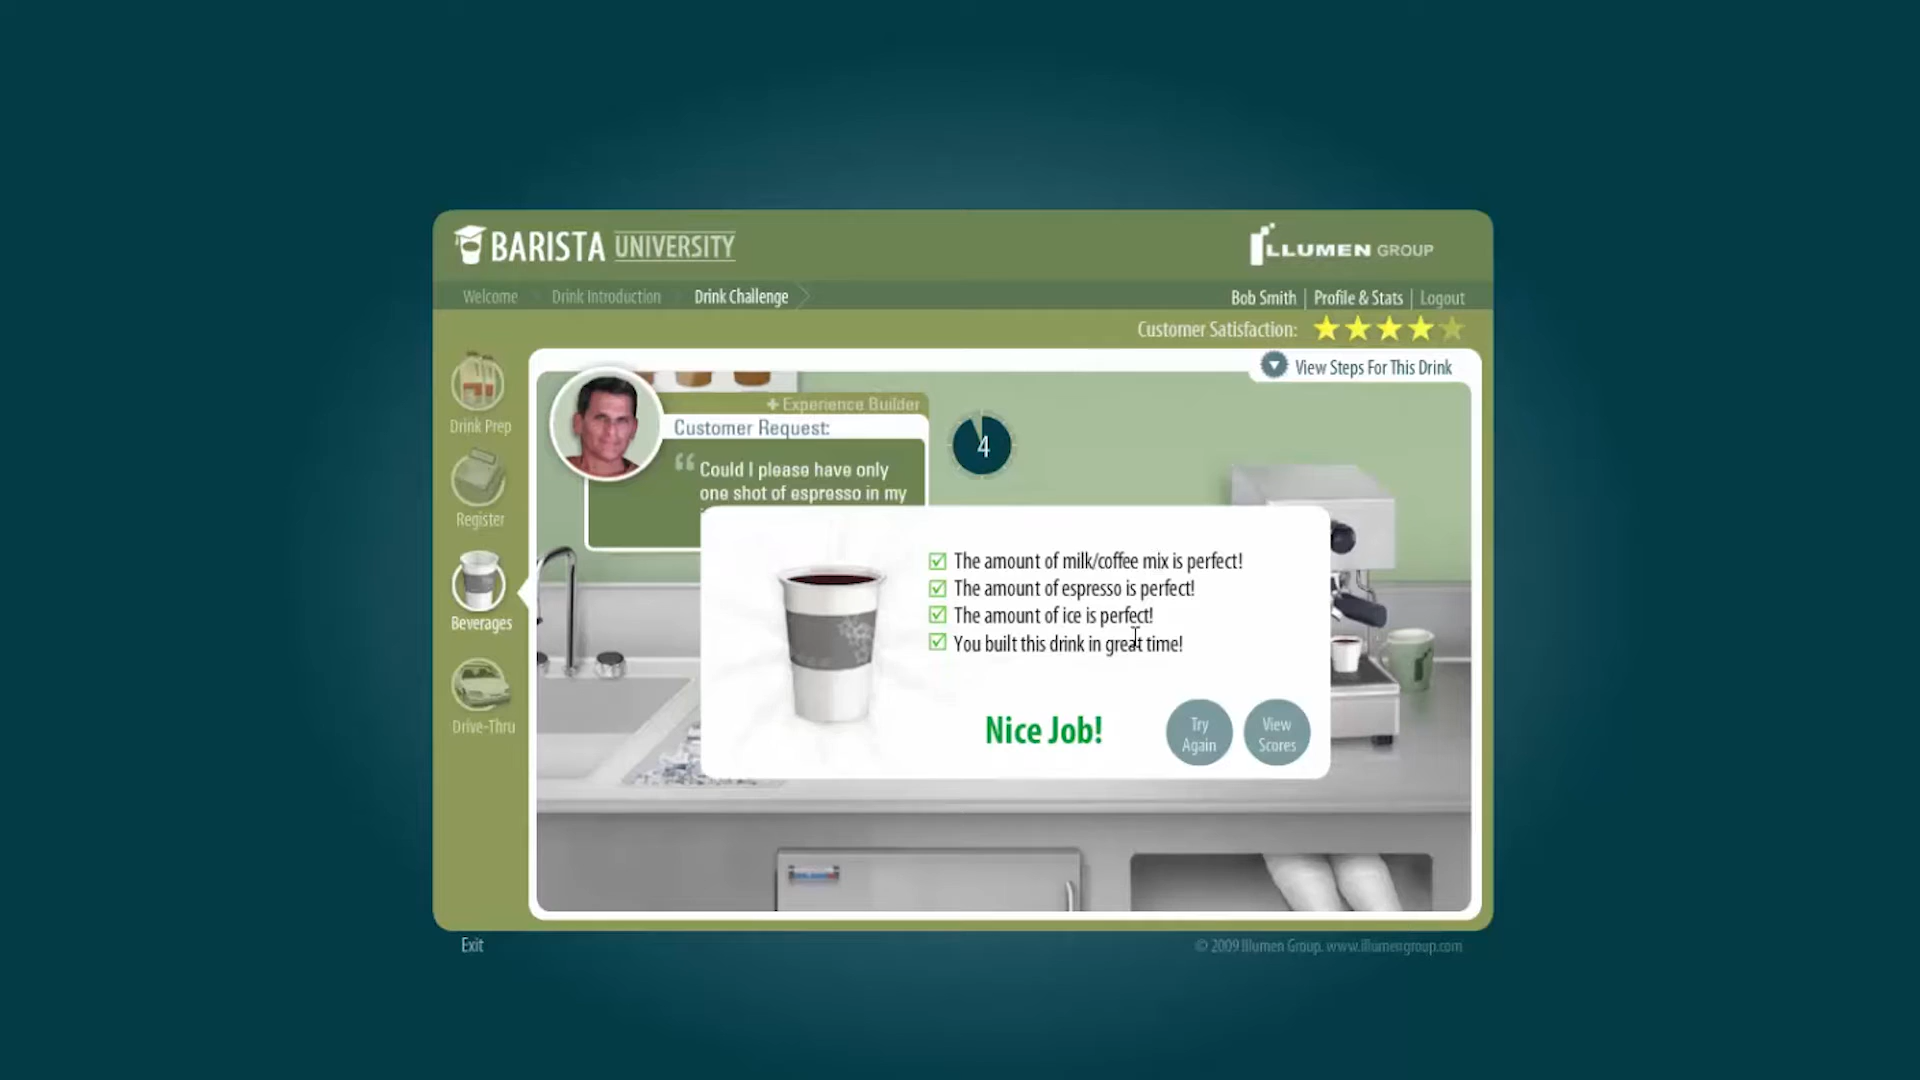 BARISTA UNIVERSITY
ILLUMEN GROUP
Welcome
Drink Introduction
Drink Challenge
Bob Smith | Profile & Stats | Logout
Customer Satisfaction:
View Steps For This Drink
Drink Prep
Register
Beverages
Drive-Thru
+ Experience Builder
Customer Request:
“ Could I please have only
one shot of espresso in my
4
The amount of milk/coffee mix is perfect!
The amount of espresso is perfect!
The amount of ice is perfect!
You built this drink in great time!
Nice Job!
Try
Again
View
Scores
Exit
© 2009 Illumen Group. www.illumengroup.com